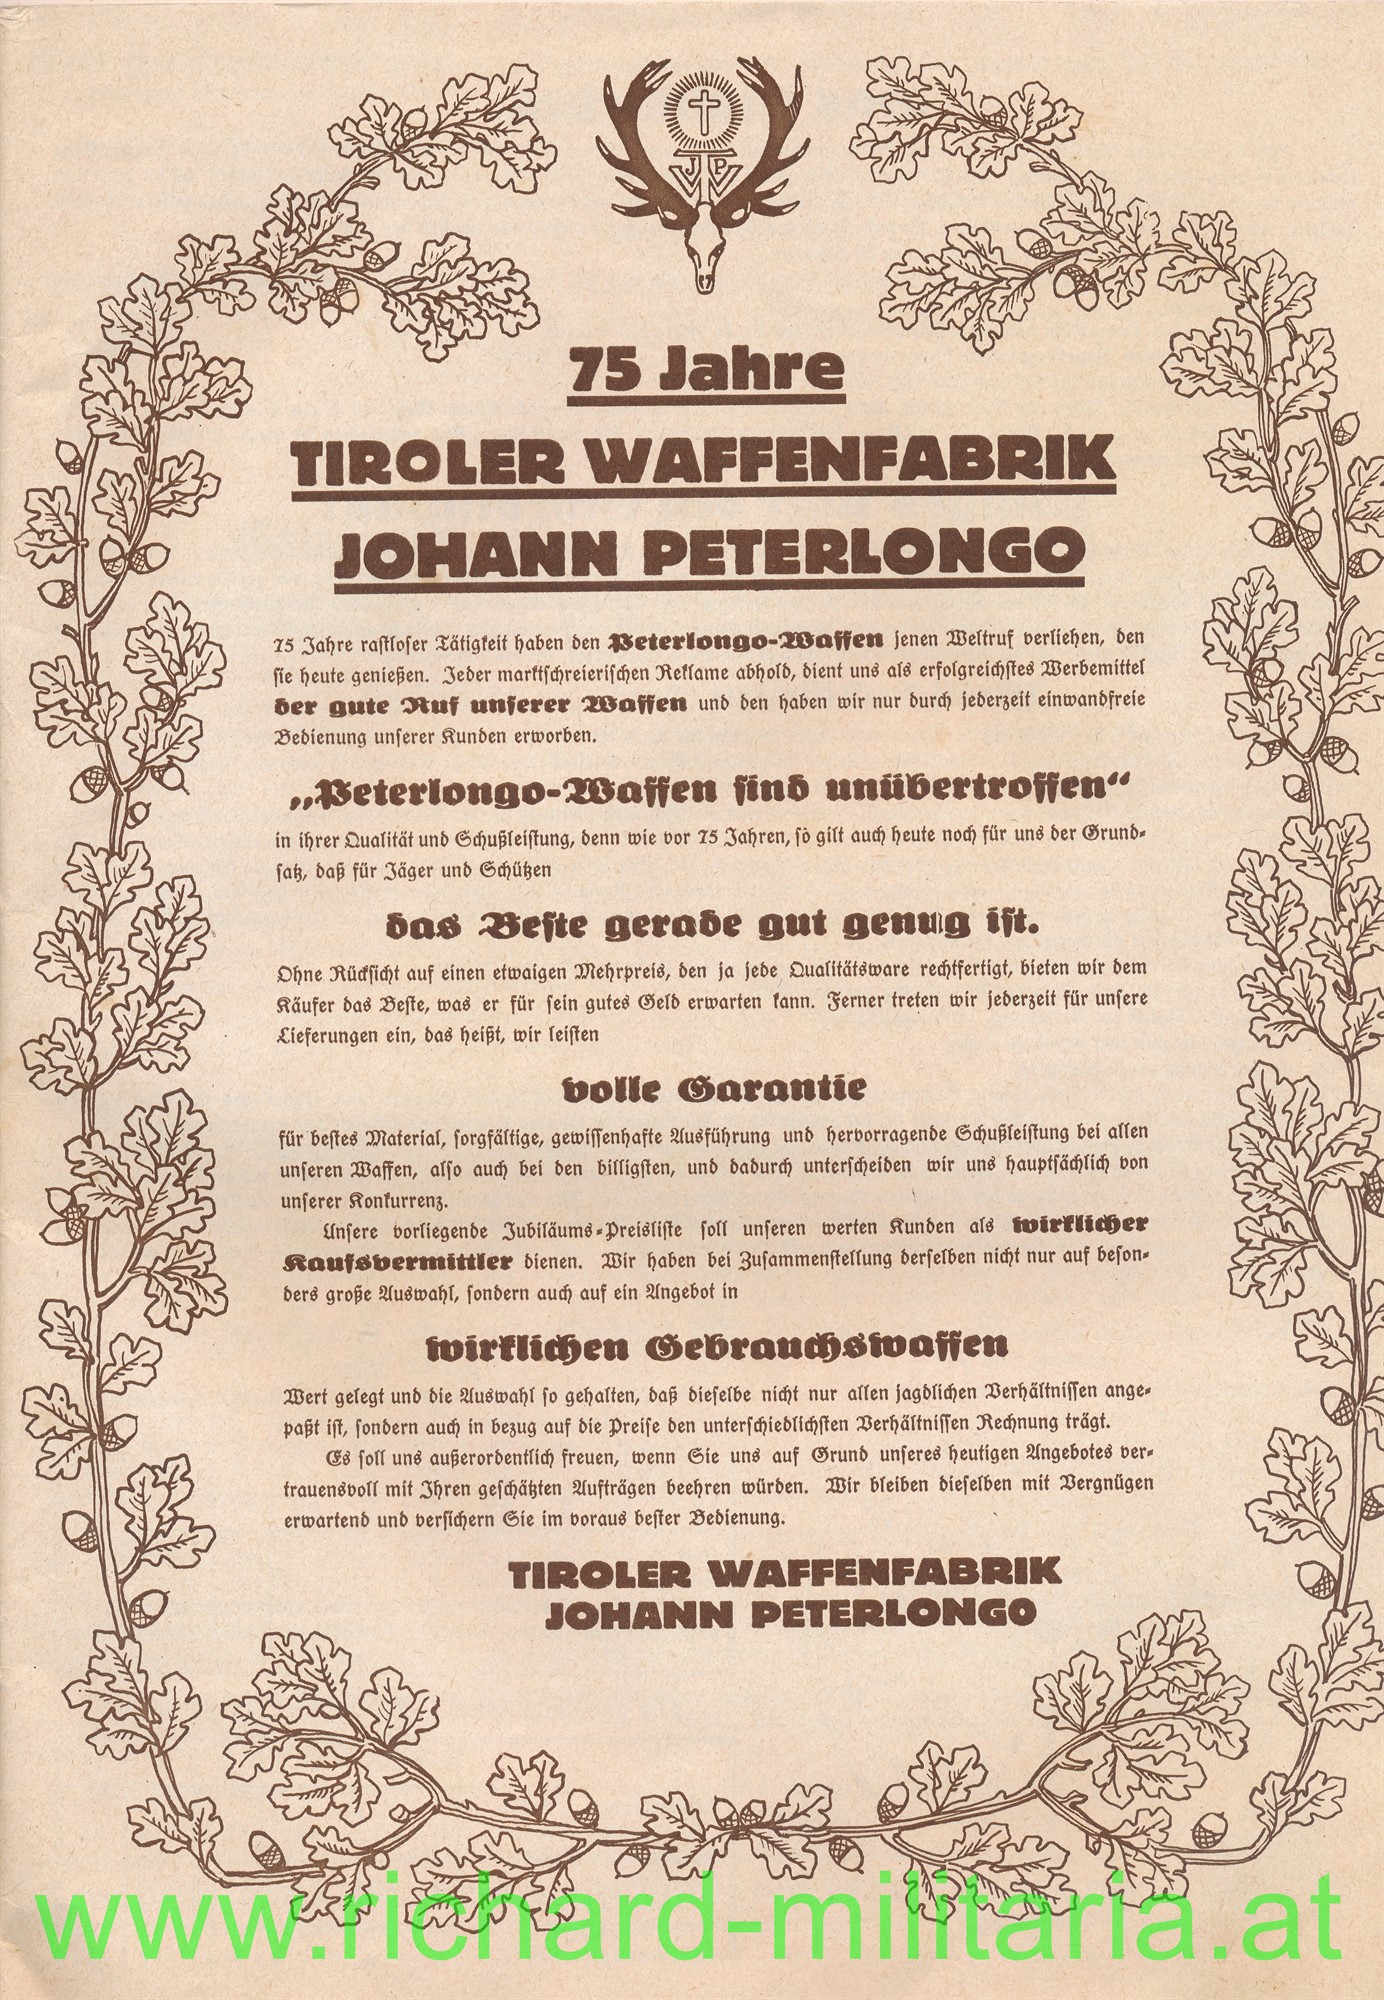 JP
TW
75 Jahre
TIROLER WAFFENFABRIK
JOHANN PETERLONGO
75 Jahre rastloser Tätigkeit haben den Peterlongo-Waffen jenen Weltruf verliehen, den
sie heute genießen. Jeder marktschreierischen Reklame abhold, dient uns als erfolgreichstes Werbemittel
der gute Ruf unserer Waffen und den haben wir nur durch jederzeit einwandfreie
Bedienung unserer Kunden erworben.
„Peterlongo-Waffen sind unübertroffen“
in ihrer Qualität und Schußleistung, denn wie vor 75 Jahren, so gilt auch heute noch für uns der Grund-
satz, daß für Jäger und Schützen
das Beste gerade gut genug ist.
Ohne Rücksicht auf einen etwaigen Mehrpreis, den ja jede Qualitätsware rechtfertigt, bieten wir dem
Käufer das Beste, was er für sein gutes Geld erwarten kann. Ferner treten wir jederzeit für unsere
Lieferungen ein, das heißt, wir leisten
volle Garantie
für bestes Material, sorgfältige, gewissenhafte Ausführung und hervorragende Schußleistung bei allen
unseren Waffen, also auch bei den billigsten, und dadurch unterscheiden wir uns hauptsächlich von
unserer Konkurrenz.
Unsere vorliegende Jubiläums-Preisliste soll unseren werten Kunden als wirklicher
Kaufsvermittler dienen. Wir haben bei Zusammenstellung derselben nicht nur auf beson-
ders große Auswahl, sondern auch auf ein Angebot in
wirklichen Gebrauchswaffen
Wert gelegt und die Auswahl so gehalten, daß dieselbe nicht nur allen jagdlichen Verhältnissen ange-
paßt ist, sondern auch in bezug auf die Preise den unterschiedlichsten Verhältnissen Rechnung trägt.
Es soll uns außerordentlich freuen, wenn Sie uns auf Grund unseres heutigen Angebotes ver-
trauensvoll mit Ihren geschätzten Aufträgen beehren würden. Wir bleiben dieselben mit Vergnügen
erwartend und versichern Sie im voraus bester Bedienung.
TIROLER WAFFENFABRIK
JOHANN PETERLONGO
www.richard-militaria.at